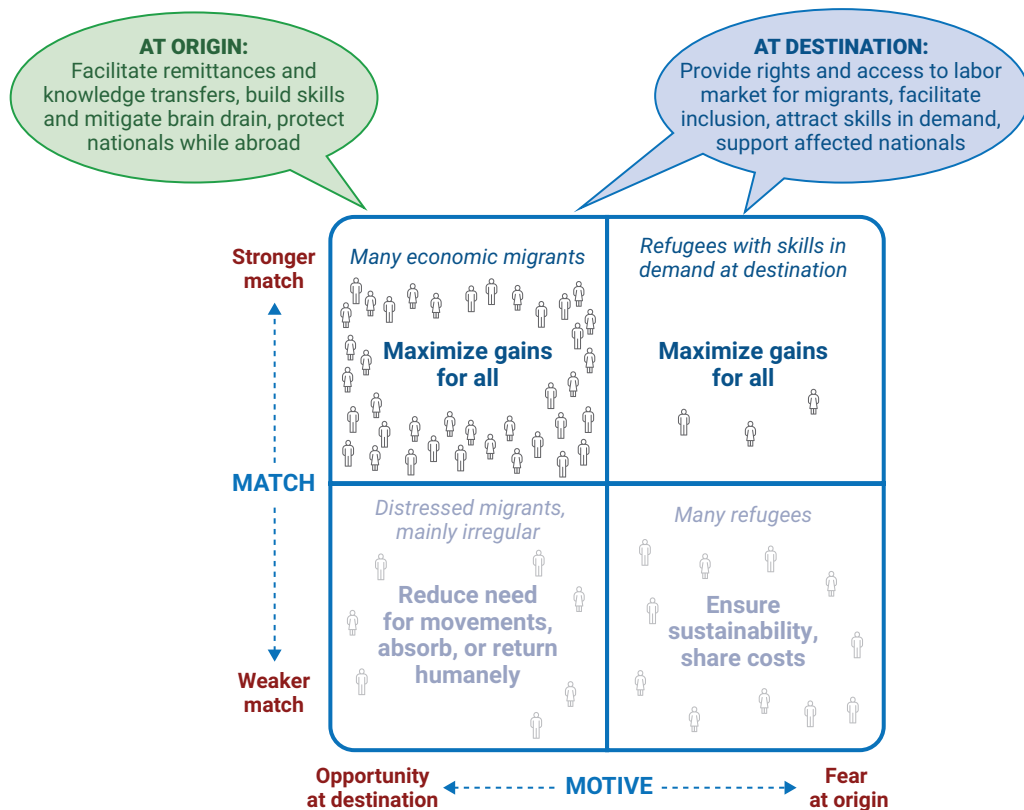 AT ORIGIN:
Facilitate remittances and
knowledge transfers, build skills
and mitigate brain drain, protect
nationals while abroad
AT DESTINATION:
Provide rights and access to labor
market for migrants, facilitate
inclusion, attract skills in demand,
support affected nationals
Stronger
match
MATCH
Weaker
match
Many economic migrants
Maximize gains
for all
Refugees with skills in
demand at destination
Maximize gains
for all
Distressed migrants,
mainly irregular
Reduce need
for movements,
absorb, or return
humanely
Many refugees
Ensure
sustainability,
share costs
Opportunity
at destination
MOTIVE
Fear
at origin